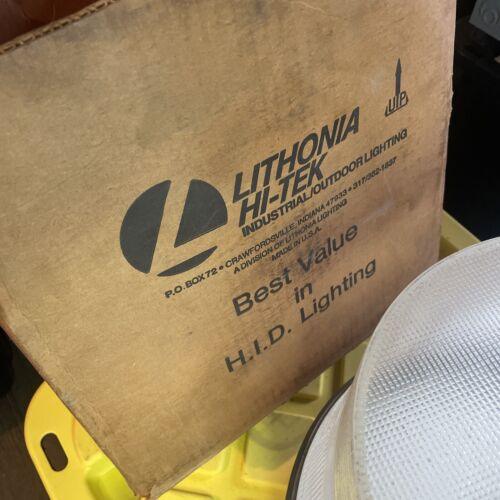 UP
LITHONIA
HI-TEK
INDUSTRIAL/OUTDOOR LIGHTING
P.O. BOX 72 • CRAWFORDSVILLE, INDIANA 47933 • 317/362-1837
A DIVISION OF LITHONIA LIGHTING
MADE IN U.S.A.
Best Value
in
H.I.D. Lighting